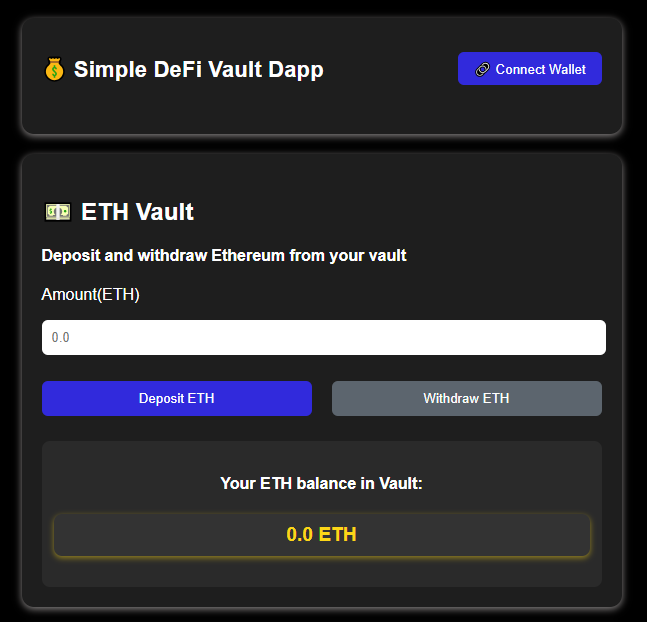 Simple DeFi Vault Dapp
Connect Wallet
ETH Vault
Deposit and withdraw Ethereum from your vault
Amount(ETH)
0.0
Deposit ETH
Withdraw ETH
Your ETH balance in Vault:
0.0 ETH